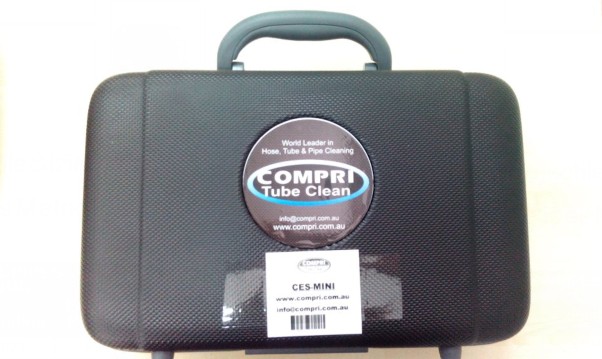 World Leader in
Hose, Tube & Pipe Cleaning
COMPRI
Tube Clean
info@compri.com.au
www.compri.com.au
COMPRI
CES-MINI
www.compri.com.au
info@compri.com.au